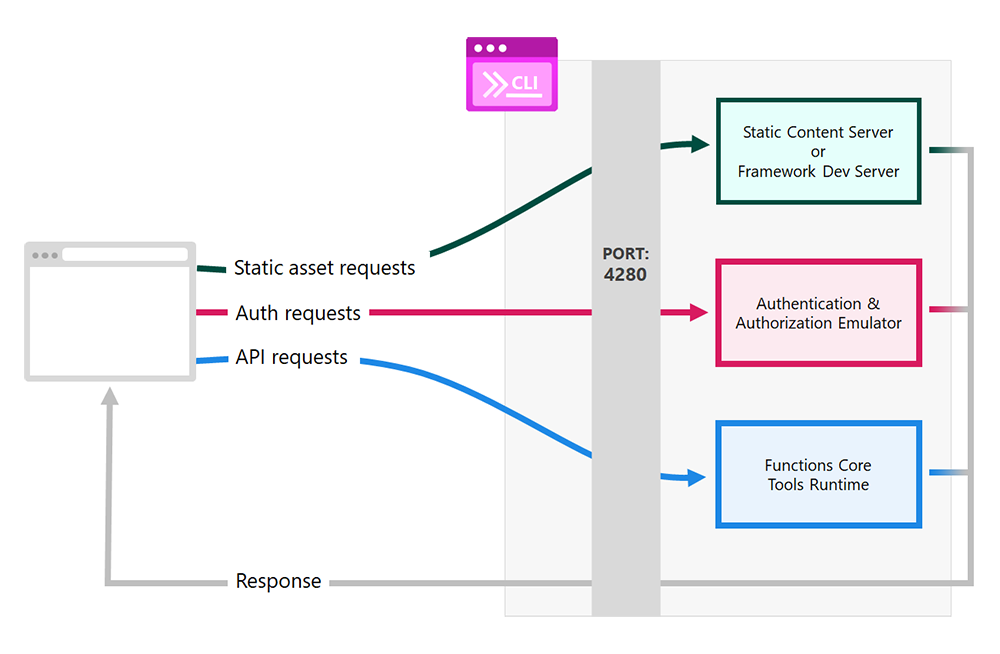 CLI
Static Content Server
or
Framework Dev Server
PORT:
4280
Static asset requests
Auth requests
API requests
Authentication &
Authorization Emulator
Functions Core
Tools Runtime
Response